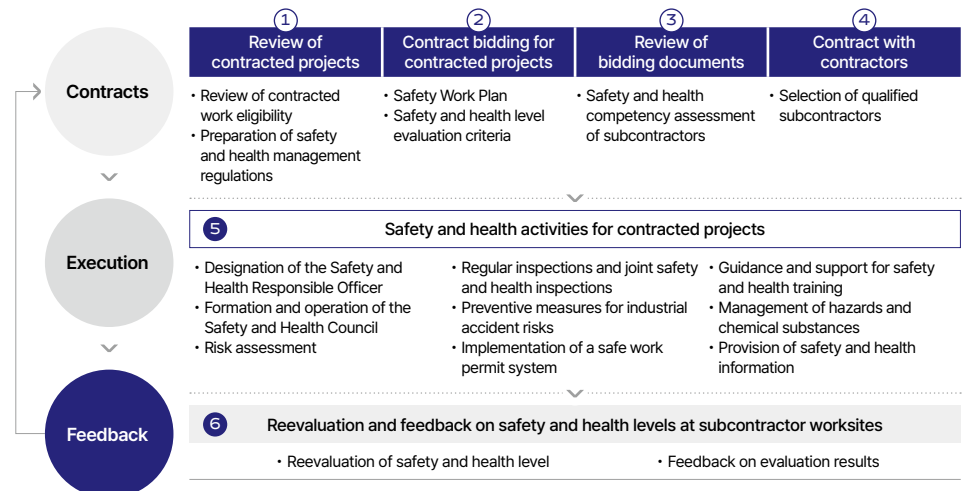 1
Review of
contracted projects
2
Contract bidding for
contracted projects
3
Review of
bidding documents
4
Contract with
contractors
Contracts
• Review of contracted
work eligibility
• Preparation of safety
and health management
regulations
• Safety Work Plan
• Safety and health level
evaluation criteria
• Safety and health
competency assessment
of subcontractors
• Selection of qualified
subcontractors
Execution
5
Safety and health activities for contracted projects
• Designation of the Safety and
Health Responsible Officer
• Formation and operation of the
Safety and Health Council
• Risk assessment
• Regular inspections and joint safety
and health inspections
• Preventive measures for industrial
accident risks
• Implementation of a safe work
permit system
• Guidance and support for safety
and health training
• Management of hazards and
chemical substances
• Provision of safety and health
information
Feedback
6
Reevaluation and feedback on safety and health levels at subcontractor worksites
• Reevaluation of safety and health level
• Feedback on evaluation results